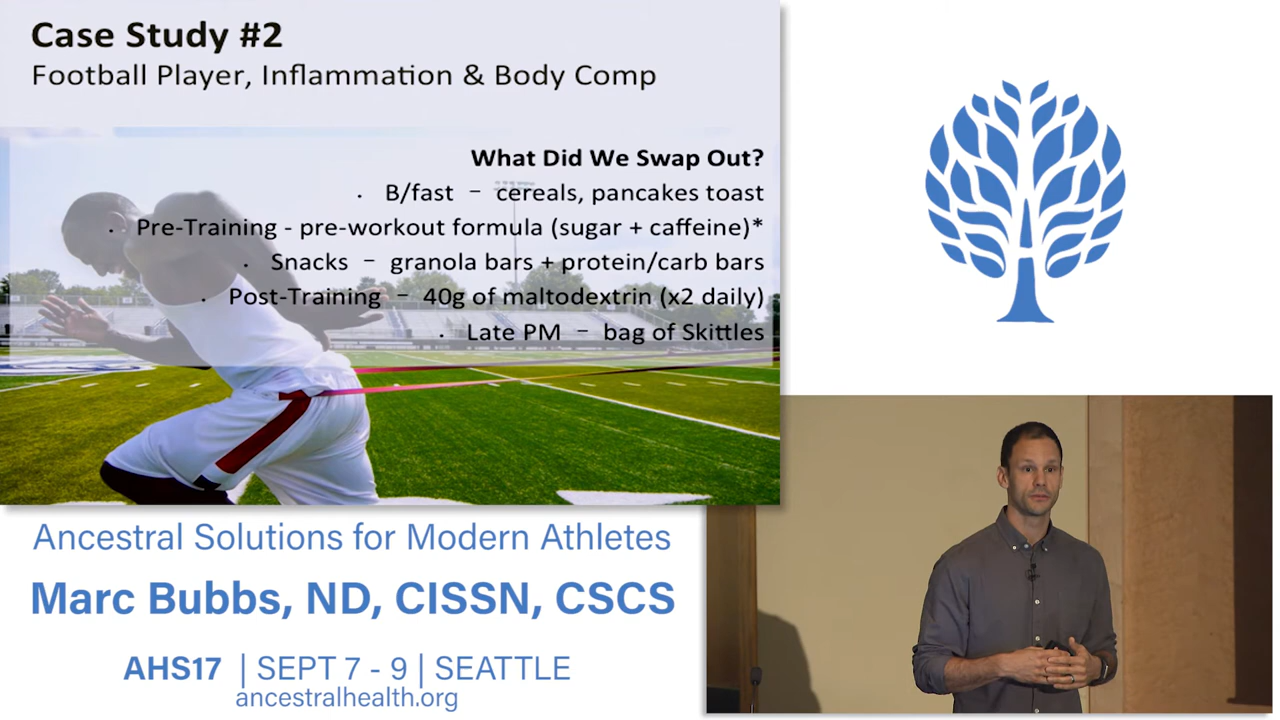 Case Study #2
Football Player, Inflammation & Body Comp
What Did We Swap Out?
· B/fast – cereals, pancakes toast
· Pre-Training - pre-workout formula (sugar + caffeine)*
· Snacks – granola bars + protein/carb bars
· Post-Training – 40g of maltodextrin (x2 daily)
· Late PM – bag of Skittles
Ancestral Solutions for Modern Athletes
Marc Bubbs, ND, CISSN, CSCS
AHS17 | SEPT 7 - 9 | SEATTLE
ancestralhealth.org